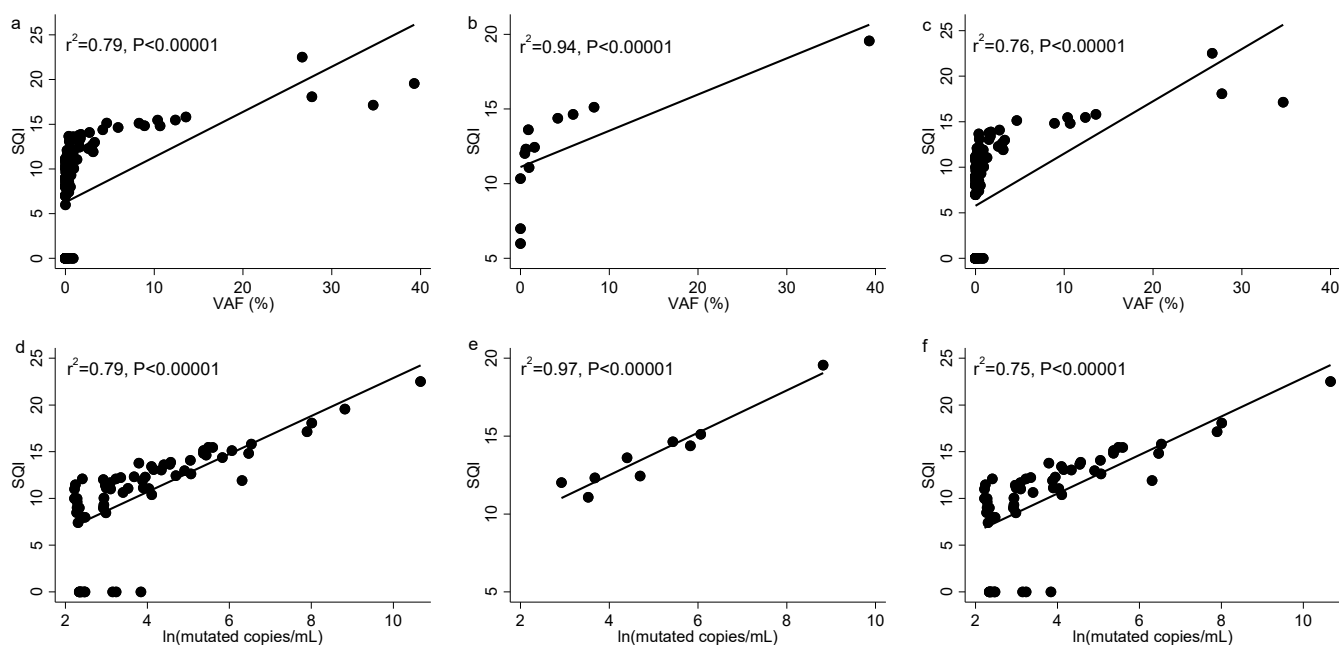 a
r²=0.79, P<0.00001
SQI
25
20
15
10
5
0
0 10 20 30 40
VAF (%)
b
r²=0.94, P<0.00001
SQI
20
15
10
5
0 10 20 30 40
VAF (%)
c
r²=0.76, P<0.00001
SQI
25
20
15
10
5
0
0 10 20 30 40
VAF (%)
d
r²=0.79, P<0.00001
SQI
25
20
15
10
5
0
2 4 6 8 10
ln(mutated copies/mL)
e
r²=0.97, P<0.00001
SQI
20
15
10
5
2 4 6 8 10
ln(mutated copies/mL)
f
r²=0.75, P<0.00001
SQI
25
20
15
10
5
0
2 4 6 8 10
ln(mutated copies/mL)